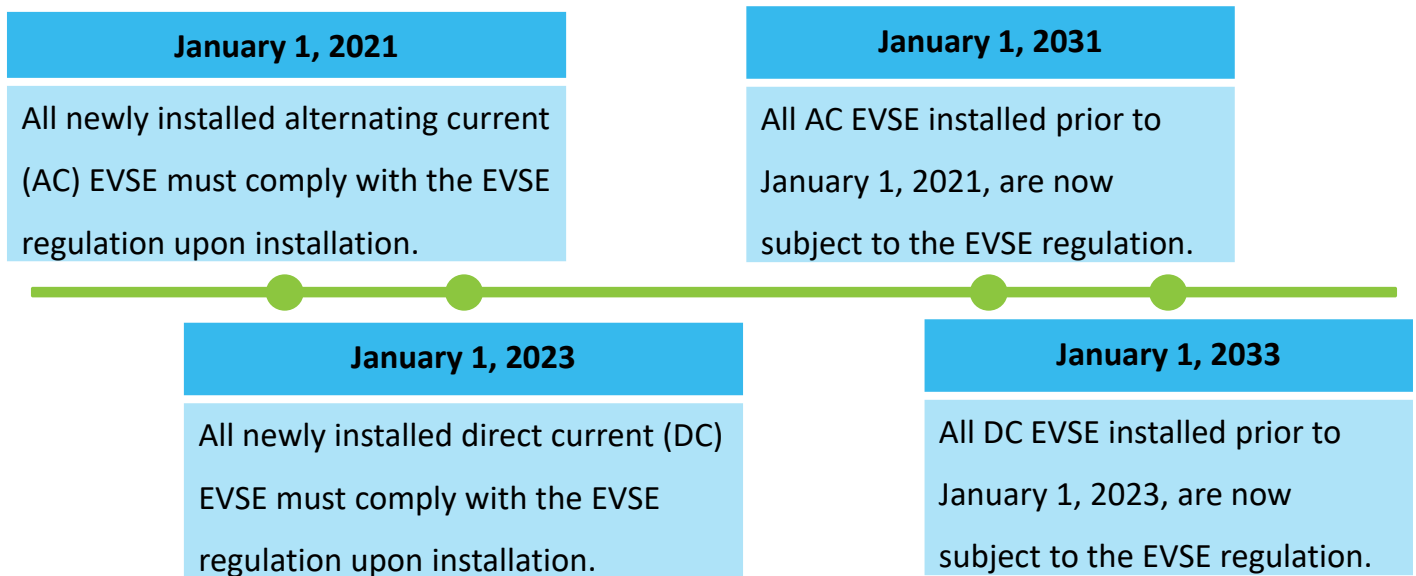 January 1, 2021
All newly installed alternating current
(AC) EVSE must comply with the EVSE
regulation upon installation.
January 1, 2031
All AC EVSE installed prior to
January 1, 2021, are now
subject to the EVSE regulation.
January 1, 2023
All newly installed direct current (DC)
EVSE must comply with the EVSE
regulation upon installation.
January 1, 2033
All DC EVSE installed prior to
January 1, 2023, are now
subject to the EVSE regulation.